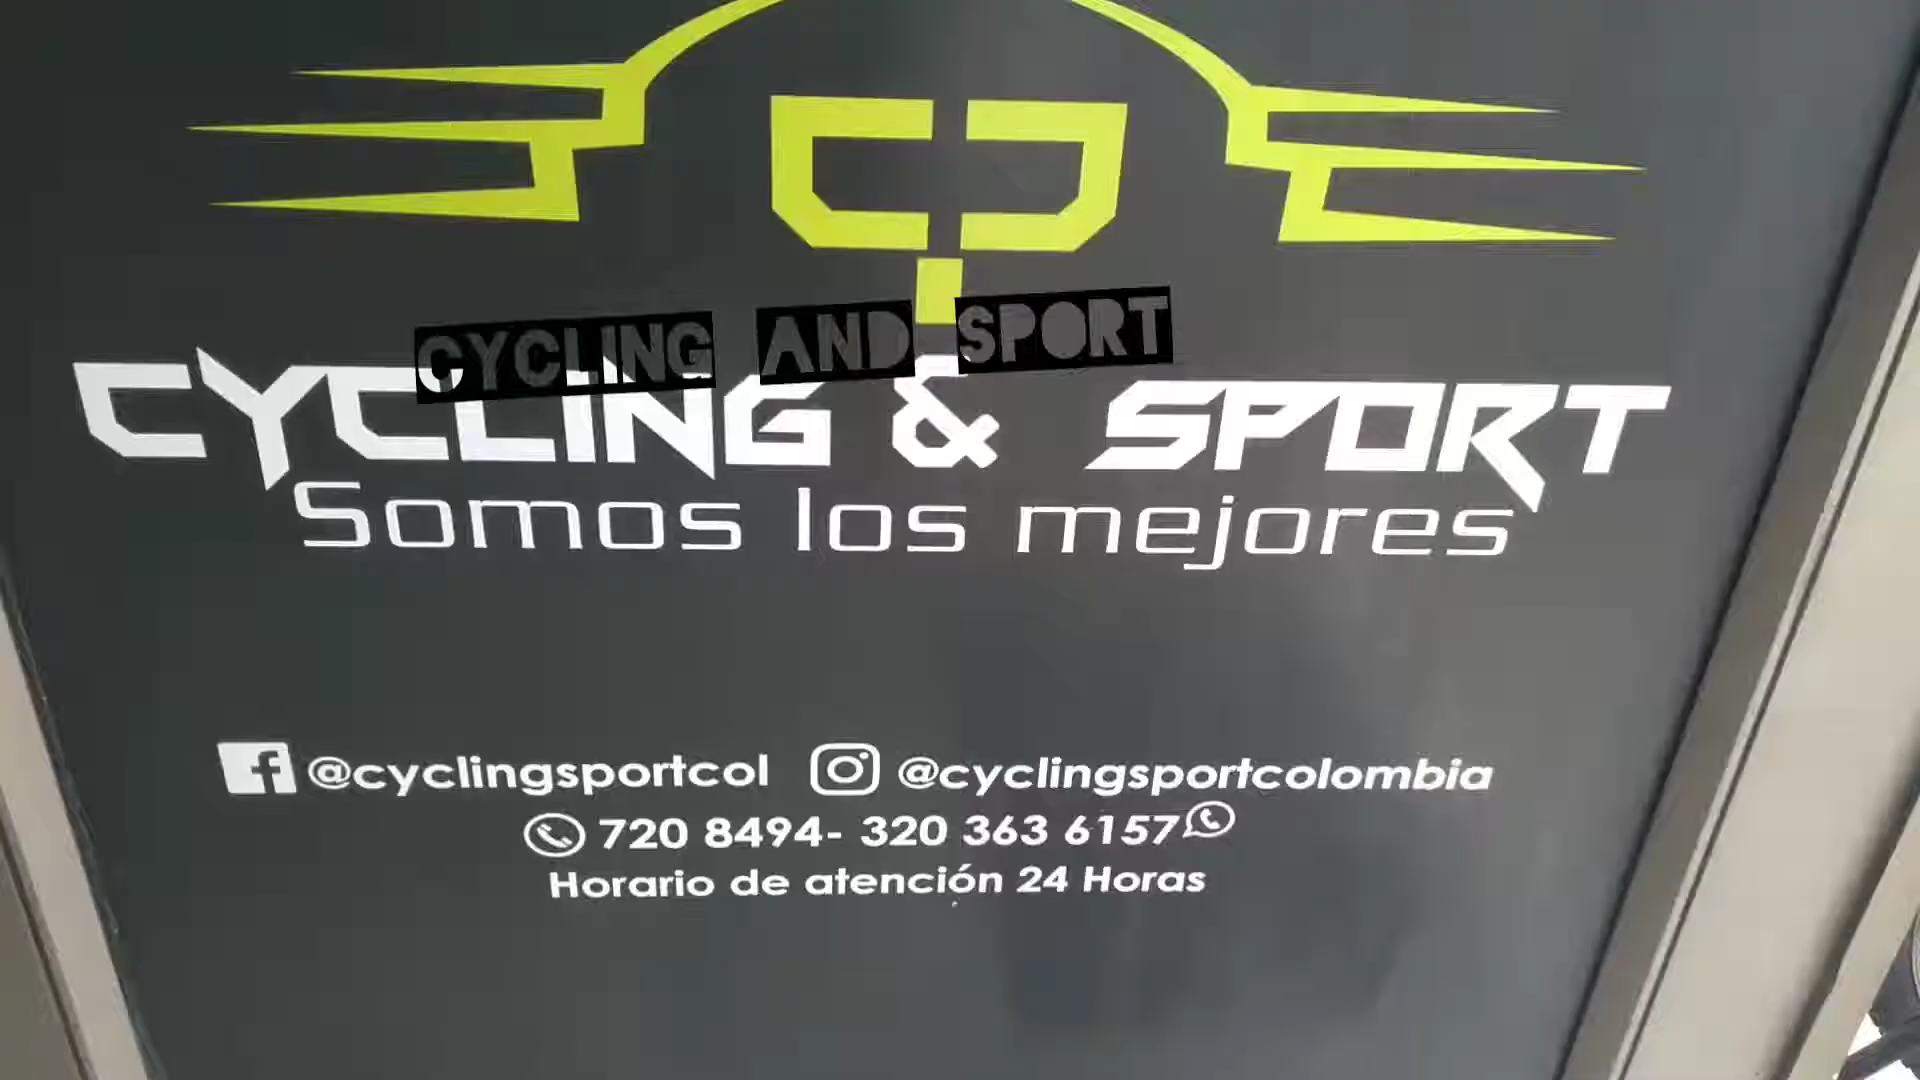 CYCLING AND SPORT
CYCLING & SPORT
Somos los mejores
@cyclingsportcol @cyclingsportcolombia
720 8494- 320 363 6157
Horario de atención 24 Horas